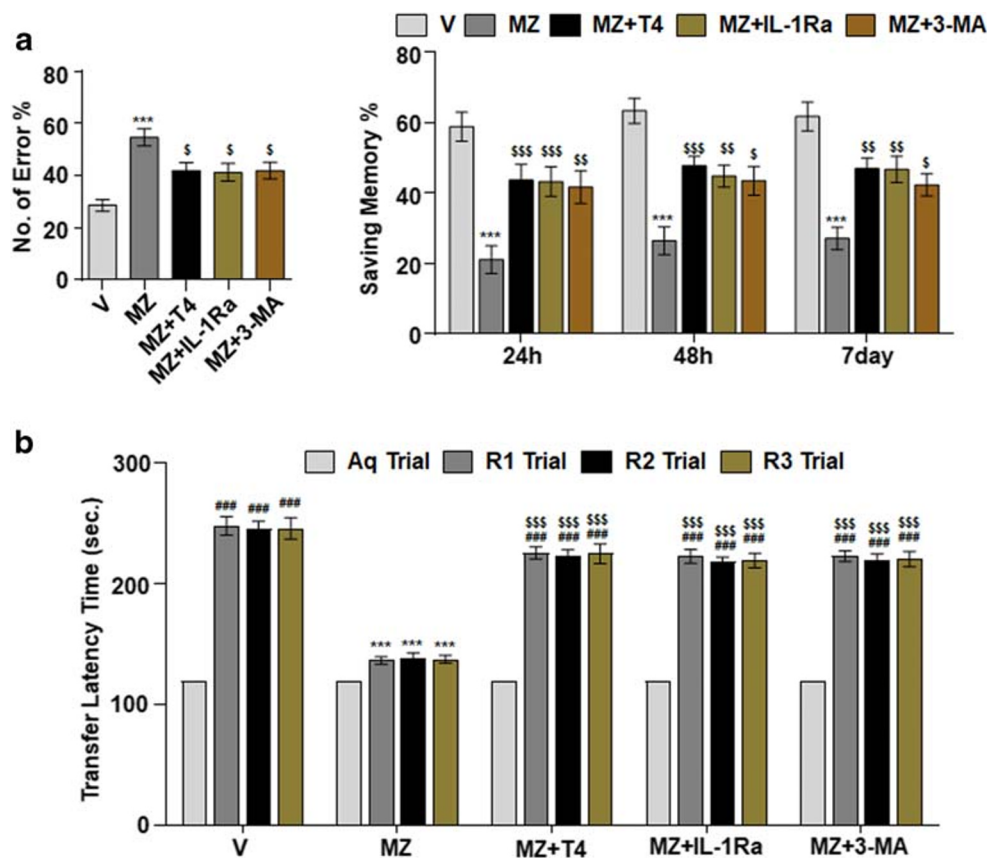 a
No. of Error %
80
60
40
20
0
***
$
$
$
V
MZ
MZ+T4
MZ+IL-1Ra
MZ+3-MA
V MZ MZ+T4 MZ+IL-1Ra MZ+3-MA
Saving Memory %
80
60
40
20
0
*** $$$ $$$ $$
*** $$$ $$ $
*** $$ $$ $
24h 48h 7day
b
Aq Trial R1 Trial R2 Trial R3 Trial
Transfer Latency Time (sec.)
300
200
100
0
### ### ###
*** *** ***
$$$ $$$ $$$
### ### ###
$$$ $$$ $$$
### ### ###
$$$ $$$ $$$
### ### ###
V MZ MZ+T4 MZ+IL-1Ra MZ+3-MA